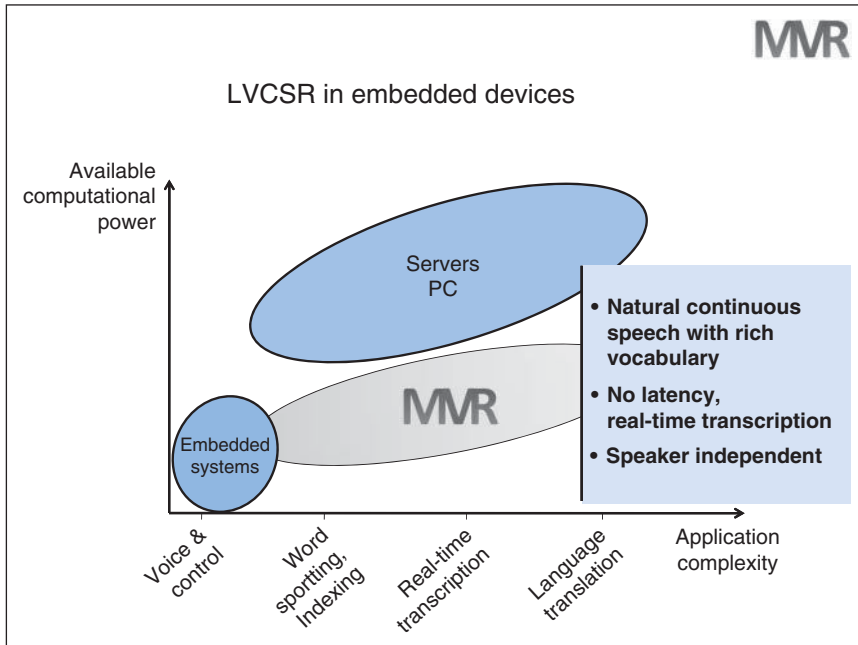 MVR
LVCSR in embedded devices
Available
computational
power
Servers
PC
• Natural continuous
speech with rich
vocabulary
• No latency,
real-time transcription
• Speaker independent
MVR
Embedded
systems
Voice &
control
Word
sportting,
Indexing
Real-time
transcription
Language
translation
Application
complexity